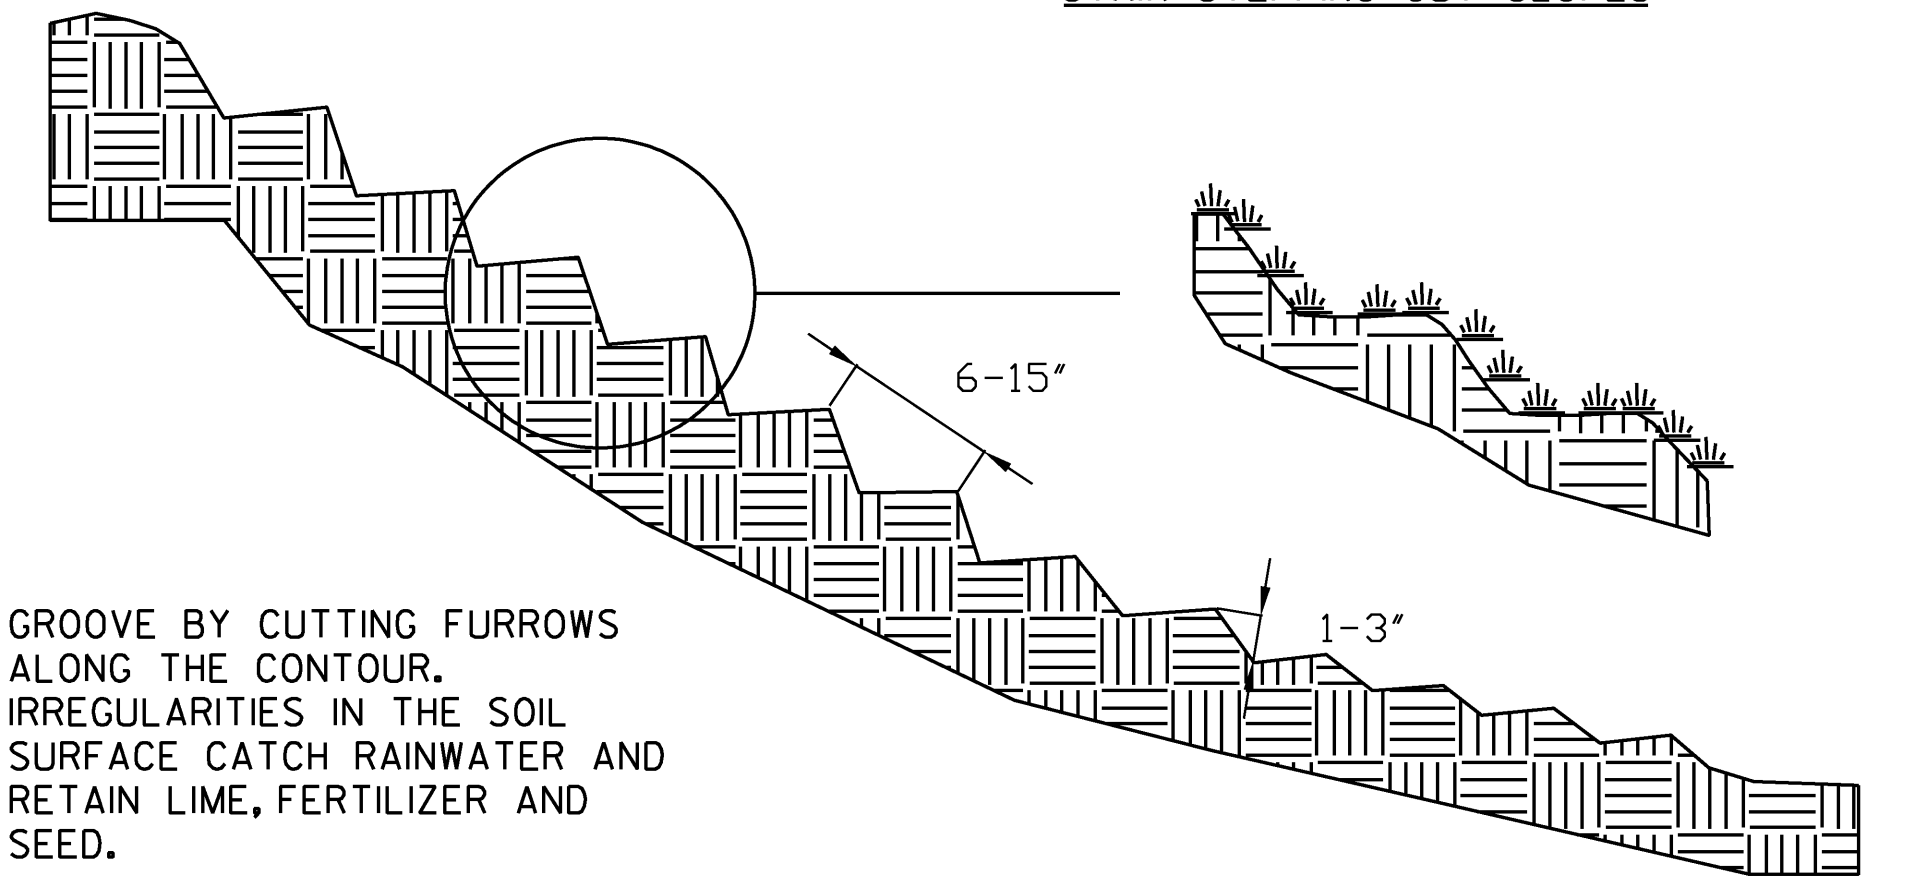 6-15"
1-3"
GROOVE BY CUTTING FURROWS
ALONG THE CONTOUR.
IRREGULARITIES IN THE SOIL
SURFACE CATCH RAINWATER AND
RETAIN LIME, FERTILIZER AND
SEED.